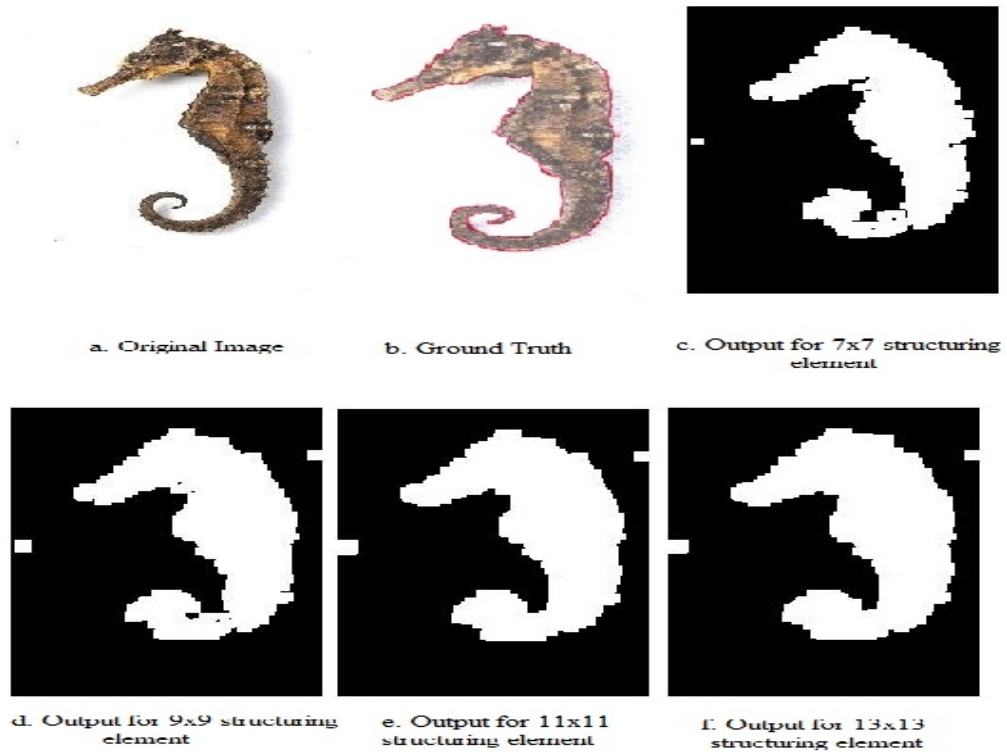 a. Original Image
b. Ground Truth
c. Output for 7x7 structuring
element
d. Output for 9x9 structuring
element
e. Output for 11x11
structuring element
f. Output for 13x13
structuring element